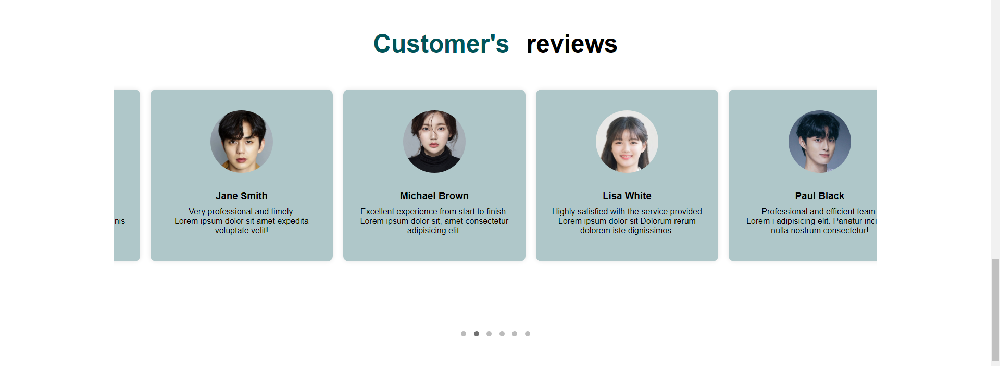 Customer's reviews
nis
Jane Smith
Very professional and timely.
Lorem ipsum dolor sit amet expedita
voluptate velit!
Michael Brown
Excellent experience from start to finish.
Lorem ipsum dolor sit, amet consectetur
adipisicing elit.
Lisa White
Highly satisfied with the service provided
Lorem ipsum dolor sit Dolorum rerum
dolorem iste dignissimos.
Paul Black
Professional and efficient team.
Lorem i adipisicing elit. Pariatur inci
nulla nostrum consectetur!